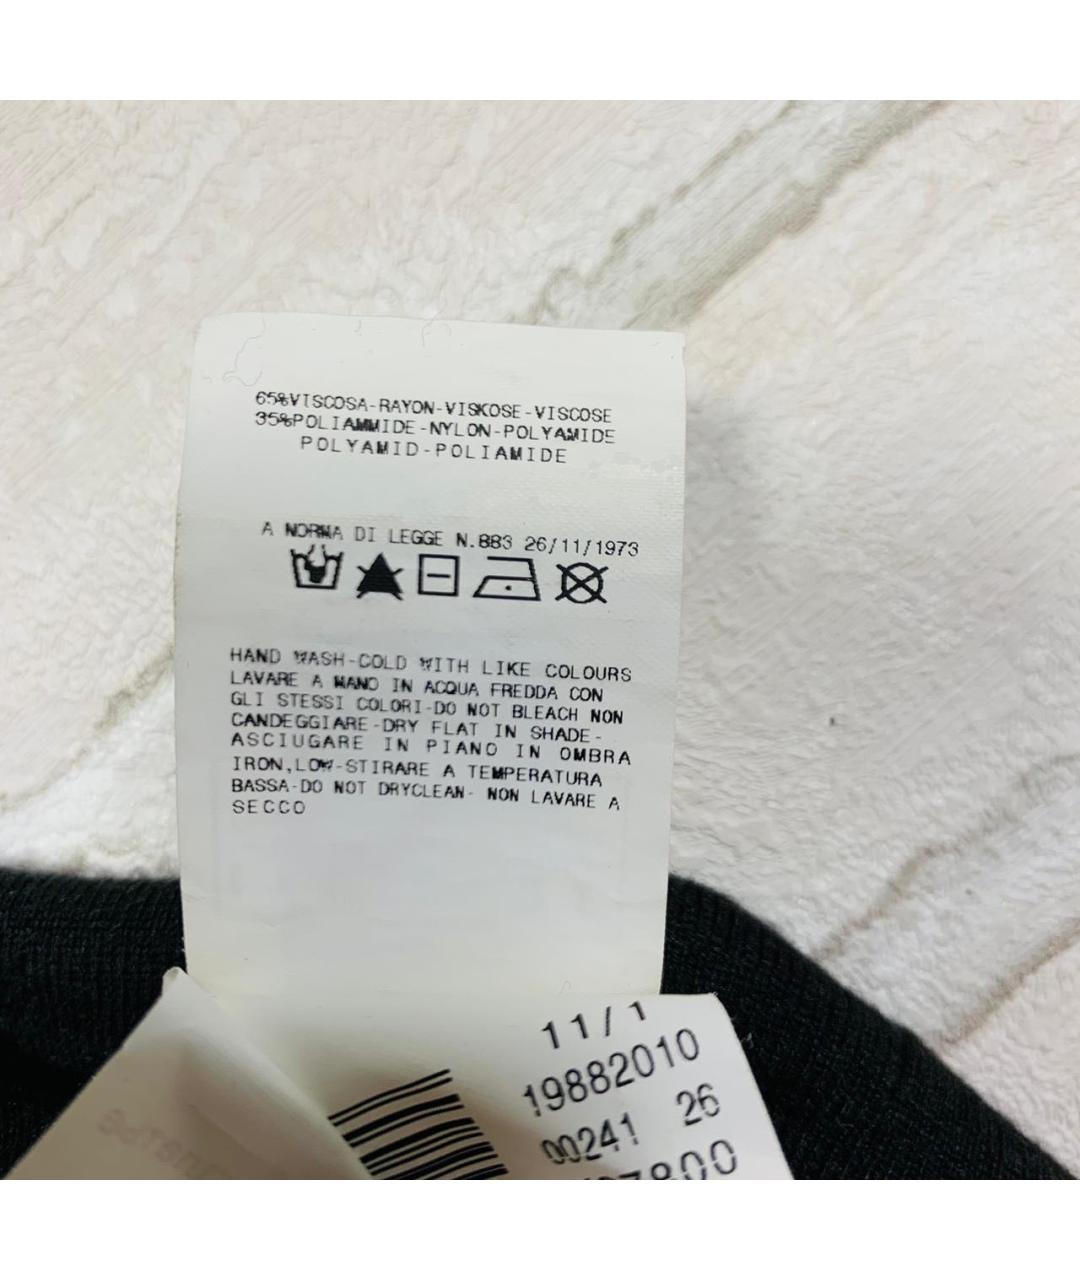 65%VISCOSA-RAYON-VISKOSE-VISCOSE
35%POLIAMMIDE-NYLON-POLYAMIDE
POLYAMID-POLIAMIDE
A NORMA DI LEGGE N.883 26/11/1973
HAND WASH-COLD WITH LIKE COLOURS
LAVARE A MANO IN ACQUA FREDDA CON
GLI STESSI COLORI-DO NOT BLEACH NON
CANDEGGIARE-DRY FLAT IN SHADE-
ASCIUGARE IN PIANO IN OMBRA
IRON,LOW-STIRARE A TEMPERATURA
BASSA-DO NOT DRYCLEAN- NON LAVARE A
SECCO
11/1
19882010
00241 26